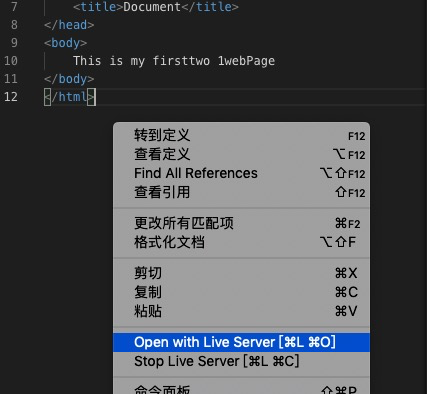 7 <title>Document</title>
8 </head>
9 <body>
10 This is my firsttwo 1webPage
11 </body>
12 </html>
转到定义 F12
查看定义 ⌥F12
Find All References ⌥⇧F12
查看引用 ⇧F12
更改所有匹配项 ⌘F2
格式化文档 ⌥⇧F
剪切 ⌘X
复制 ⌘C
粘贴 ⌘V
Open with Live Server [⌘L ⌘O]
Stop Live Server [⌘L ⌘C]
命令面板 ⇧⌘P